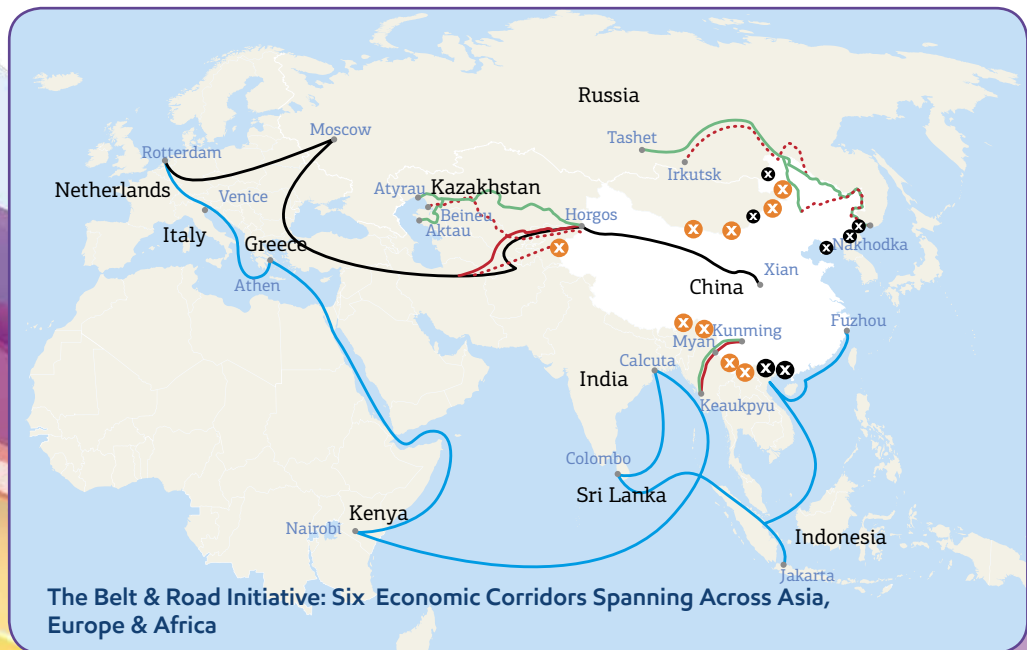 Russia
Moscow
Tashet
Rotterdam
Irkutsk
Netherlands
Atyrau
Kazakhstan
Venice
Beineu
Horgos
Italy
Aktau
Greece
Nakhodka
Athen
Xian
China
Fuzhou
Kunming
Myan
Calcuta
India
Keaukpyu
Colombo
Sri Lanka
Kenya
Nairobi
Indonesia
Jakarta
The Belt & Road Initiative: Six Economic Corridors Spanning Across Asia,
Europe & Africa